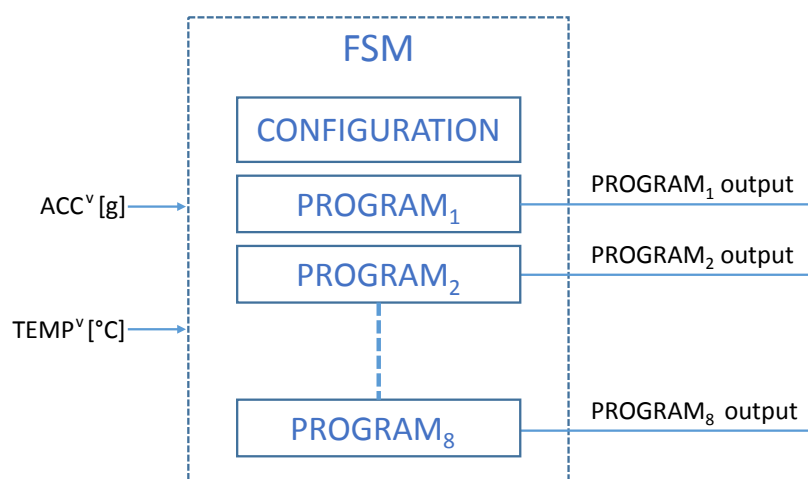 FSM
CONFIGURATION
ACCᵛ [g]
PROGRAM₁
PROGRAM₁ output
PROGRAM₂
PROGRAM₂ output
TEMPᵛ [°C]
PROGRAM₈
PROGRAM₈ output